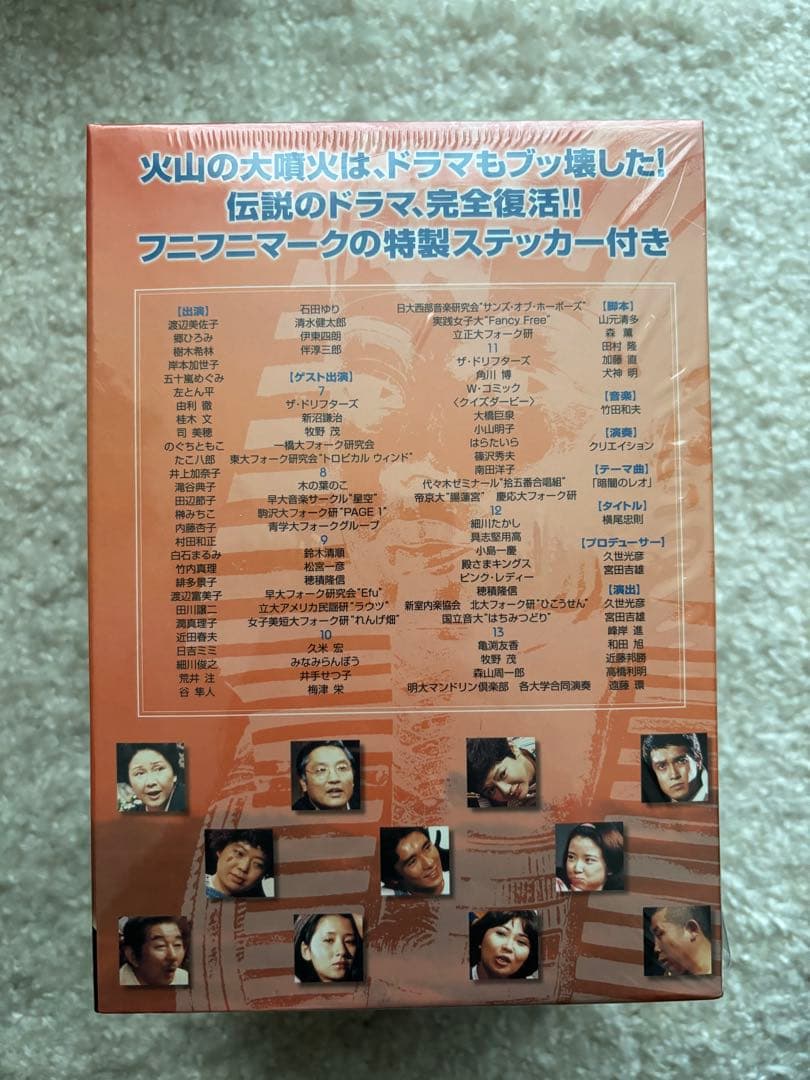 火山の大噴火は、ドラマもブッ壊した!
伝説のドラマ、完全復活!!
フニフニマークの特製ステッカー付き
【出演】
渡辺美佐子
郷ひろみ
樹木希林
岸本加世子
五十嵐めぐみ
左とん平
由利 徹
桂木 文
司 美穂
のぐちともこ
たこ八郎
井上加奈子
滝谷典子
田辺節子
榊みちこ
内藤杏子
村田和正
白石まるみ
竹内真理
緋多景子
渡辺富美子
田川譲二
潤真理子
近田春夫
日吉ミミ
細川俊之
荒井 注
谷 隼人
石田ゆり
清水健太郎
伊東四朗
伴淳三郎
【ゲスト出演】
7
ザ・ドリフターズ
新沼謙治
牧野 茂
一橋大フォーク研究会
東大フォーク研究会“トロピカル ウィンド”
8
木の葉のこ
早大音楽サークル“星空”
駒沢大フォーク研“PAGE 1”
青学大フォークグループ
9
鈴木清順
松宮一彦
穂積隆信
早大フォーク研究会“Efu”
立大アメリカ民謡研“ラウツ”
女子美短大フォーク研“れんげ畑”
10
久米 宏
みなみらんぼう
井手せつ子
梅津 栄
日大西部音楽研究会“サンズ・オブ・ホーボーズ”
実践女子大“Fancy Free”
立正大フォーク研
11
ザ・ドリフターズ
角川 博
W・コミック
〈クイズダービー〉
大橋巨泉
小山明子
はらたいら
篠沢秀夫
南田洋子
代々木ゼミナール“拾五番合唱組”
帝京大“腸蓮宮” 慶応大フォーク研
12
細川たかし
具志堅用高
小島一慶
殿さまキングス
ピンク・レディー
穂積隆信
新室内楽協会 北大フォーク研“ひこうせん”
国立音大“はちみつどり”
13
亀渕友香
牧野 茂
森山周一郎
明大マンドリン倶楽部 各大学合同演奏
【脚本】
山元清多
森 薫
田村 隆
加藤 直
犬神 明
【音楽】
竹田和夫
【演奏】
クリエイション
【テーマ曲】
「暗闇のレオ」
【タイトル】
横尾忠則
【プロデューサー】
久世光彦
宮田吉雄
【演出】
久世光彦
宮田吉雄
峰岸 進
和田 旭
近藤邦勝
高橋利明
遠藤 環